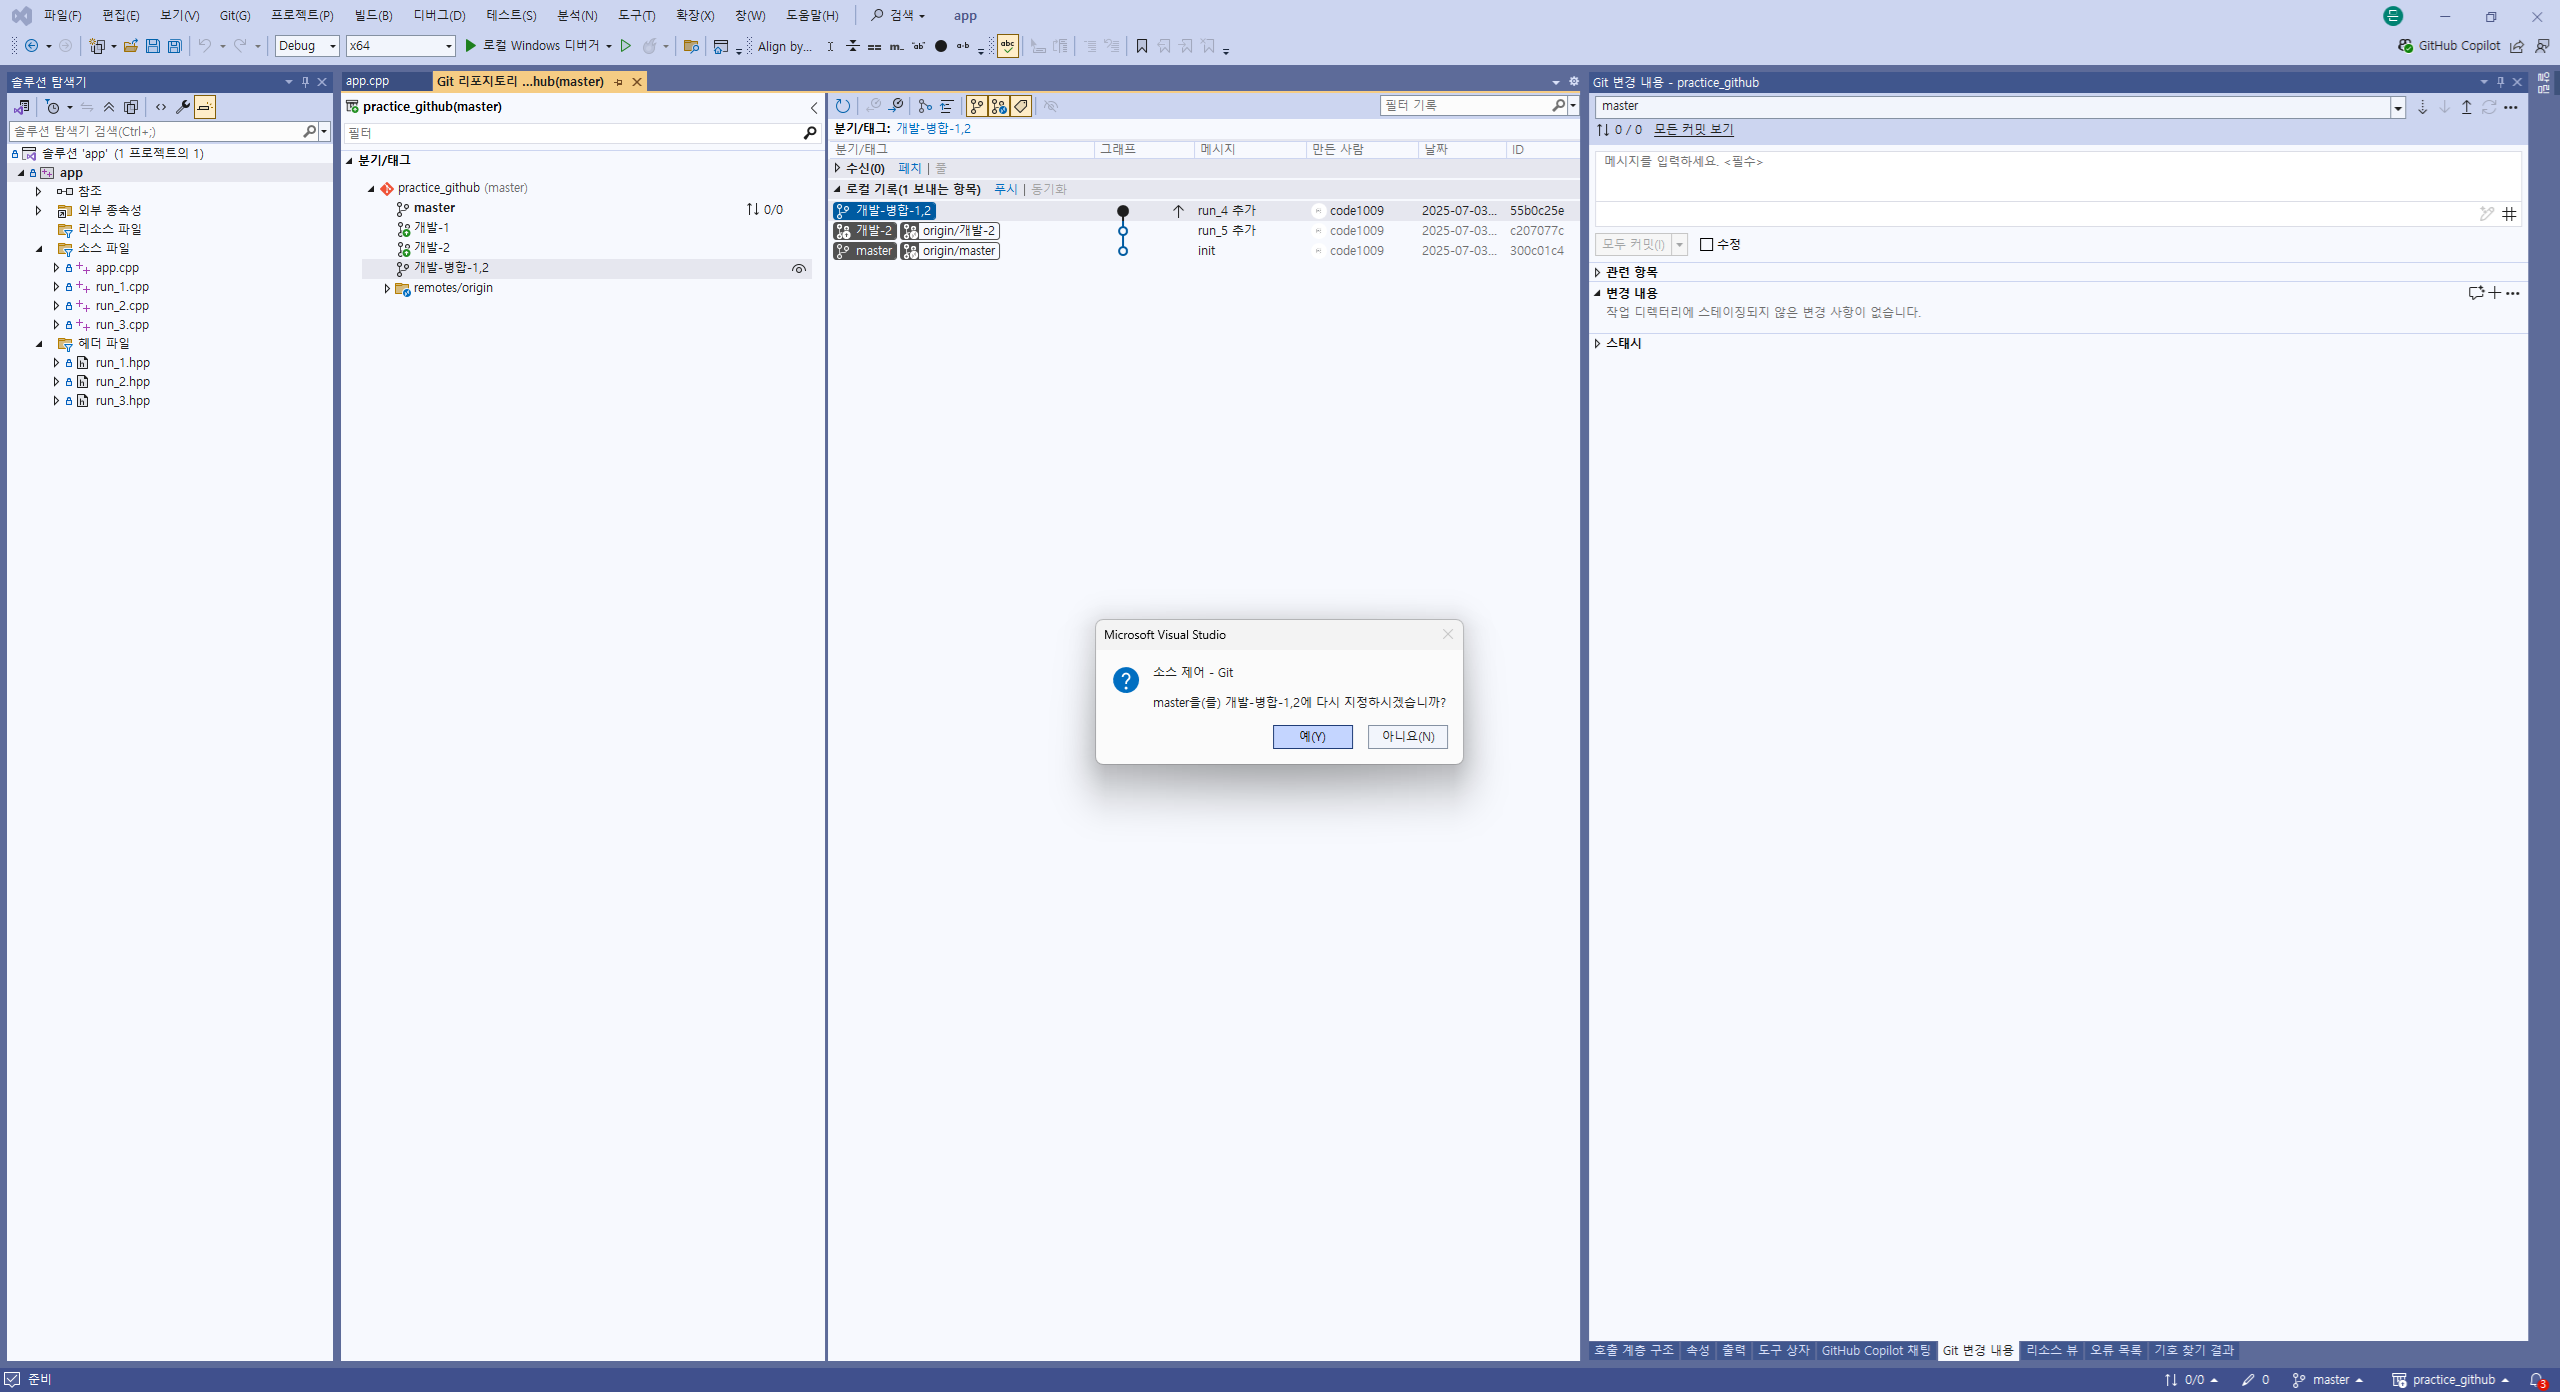 파일(F) 편집(E) 보기(V) Git(G) 프로젝트(P) 빌드(B) 디버그(D) 테스트(S) 분석(N) 도구(T) 확장(X) 창(W) 도움말(H) 검색 app 든
Debug x64 로컬 Windows 디버거 Align by... GitHub Copilot
솔루션 탐색기
솔루션 탐색기 검색(Ctrl+;)
솔루션 'app' (1 프로젝트의 1)
app
참조
외부 종속성
리소스 파일
소스 파일
app.cpp
run_1.cpp
run_2.cpp
run_3.cpp
헤더 파일
run_1.hpp
run_2.hpp
run_3.hpp
app.cpp Git 리포지토리 ...hub(master)
practice_github(master)
필터
분기/태그
practice_github (master)
master 0/0
개발-1
개발-2
개발-병합-1,2
remotes/origin
필터 기록
분기/태그: 개발-병합-1,2
분기/태그 그래프 메시지 만든 사람 날짜 ID
수신(0) 페치 | 풀
로컬 기록(1 보내는 항목) 푸시 | 동기화
개발-병합-1,2 run_4 추가 code1009 2025-07-03... 55b0c25e
개발-2 origin/개발-2 run_5 추가 code1009 2025-07-03... c207077c
master origin/master init code1009 2025-07-03... 300c01c4
Microsoft Visual Studio
소스 제어 - Git
master을(를) 개발-병합-1,2에 다시 지정하시겠습니까?
예(Y) 아니요(N)
Git 변경 내용 - practice_github
master
0 / 0 모든 커밋 보기
메시지를 입력하세요. <필수>
모두 커밋(I) 수정
관련 항목
변경 내용
작업 디렉터리에 스테이징되지 않은 변경 사항이 없습니다.
스태시
호출 계층 구조 속성 출력 도구 상자 GitHub Copilot 채팅 Git 변경 내용 리소스 뷰 오류 목록 기호 찾기 결과
준비 0/0 0 master practice_github 3